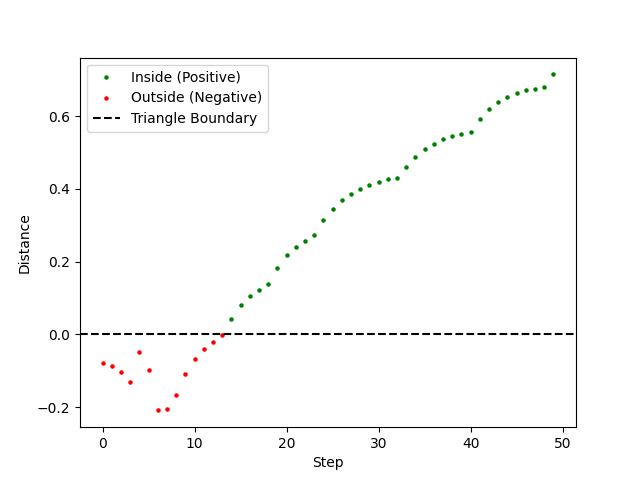 Inside (Positive)
Outside (Negative)
Triangle Boundary
Distance
0.6
0.4
0.2
0.0
−0.2
0 10 20 30 40 50
Step